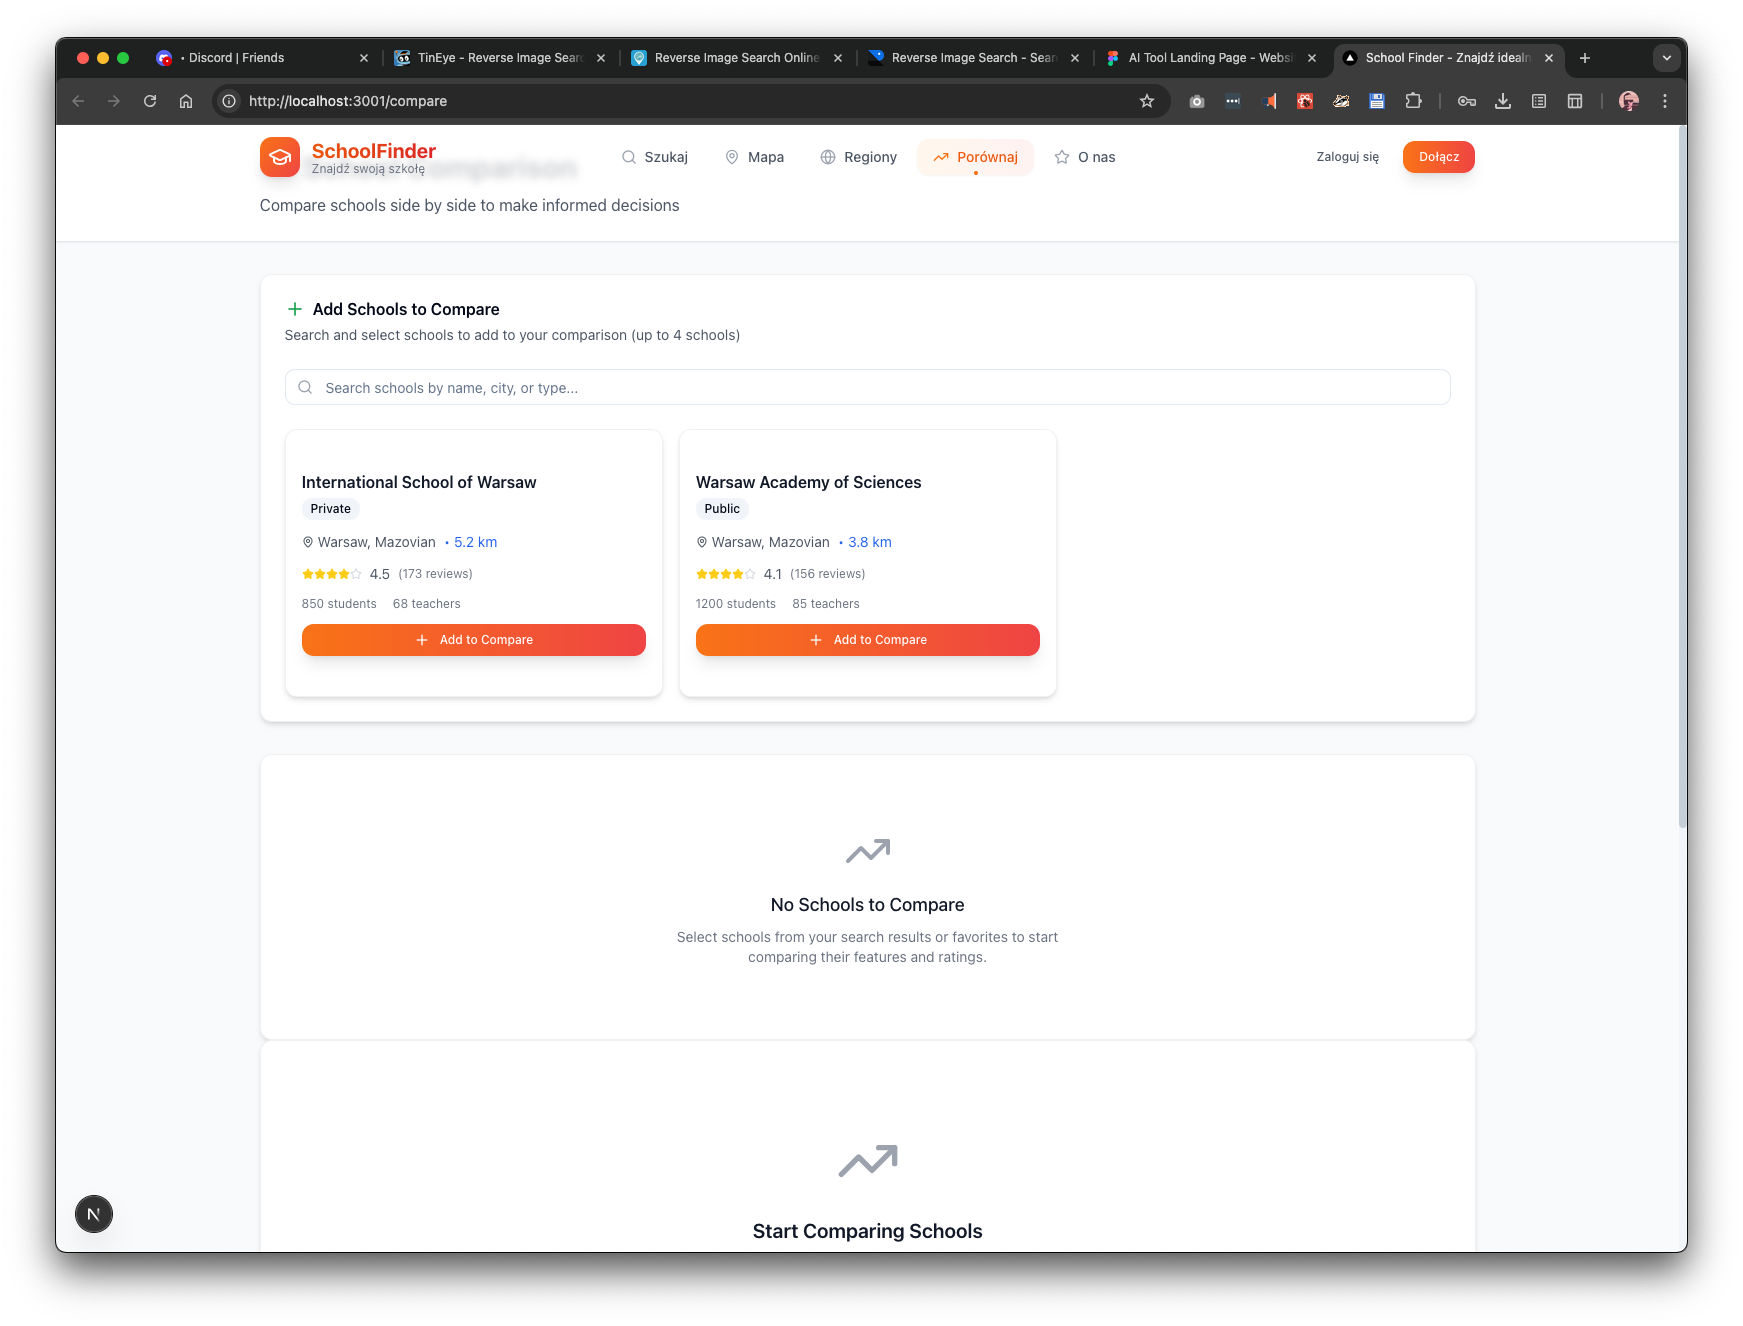 • Discord | Friends
TinEye - Reverse Image Sear
Reverse Image Search Online
Reverse Image Search - Sear
AI Tool Landing Page - Websi
School Finder - Znajdź idealn
http://localhost:3001/compare
SchoolFinder
Znajdź swoją szkołę
comparison
Szukaj
Mapa
Regiony
Porównaj
O nas
Zaloguj się
Dołącz
Compare schools side by side to make informed decisions
Add Schools to Compare
Search and select schools to add to your comparison (up to 4 schools)
Search schools by name, city, or type...
International School of Warsaw
Private
Warsaw, Mazovian • 5.2 km
4.5 (173 reviews)
850 students 68 teachers
+ Add to Compare
Warsaw Academy of Sciences
Public
Warsaw, Mazovian • 3.8 km
4.1 (156 reviews)
1200 students 85 teachers
+ Add to Compare
No Schools to Compare
Select schools from your search results or favorites to start
comparing their features and ratings.
Start Comparing Schools
N